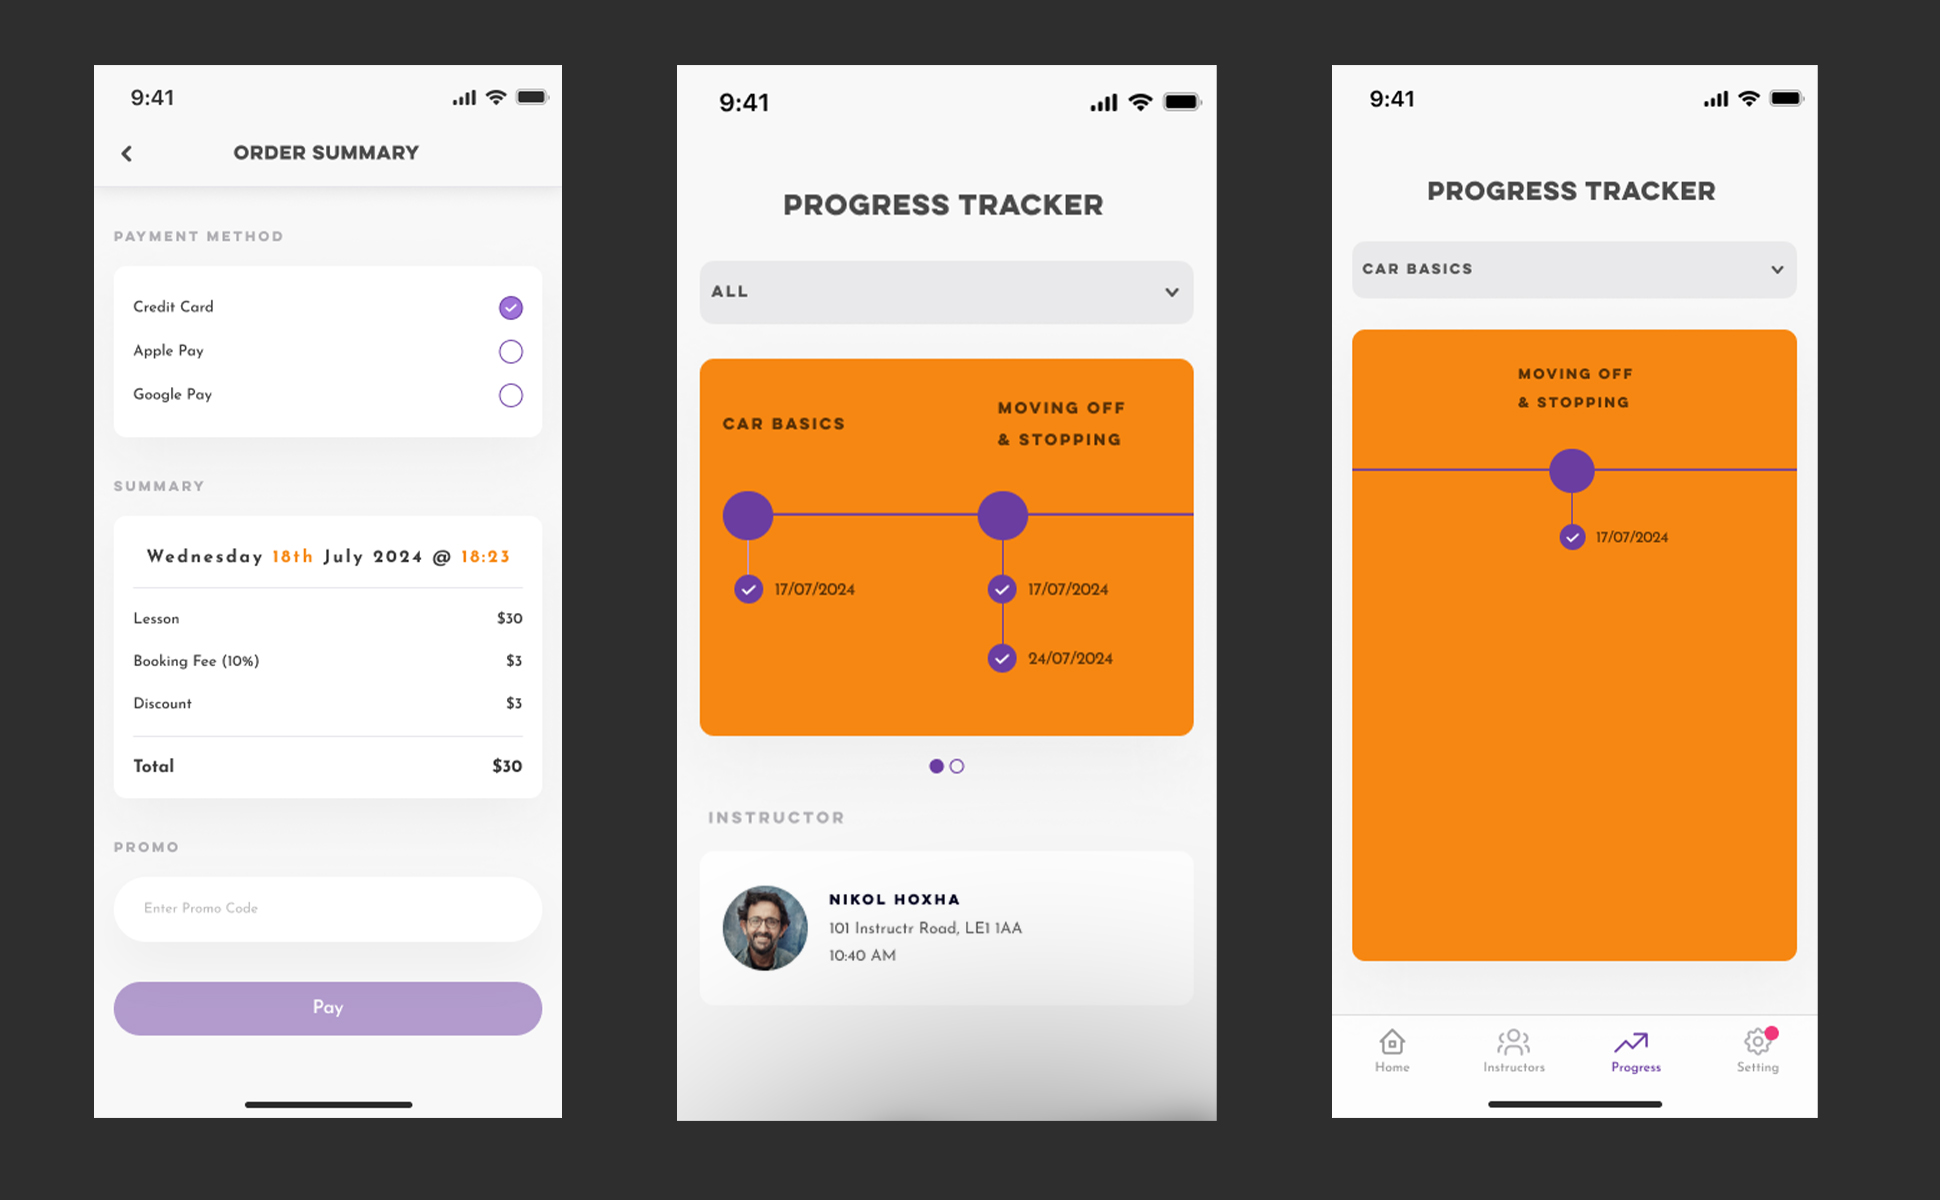 9:41
ORDER SUMMARY
PAYMENT METHOD
Credit Card
Apple Pay
Google Pay
SUMMARY
Wednesday 18th July 2024 @ 18:23
Lesson $30
Booking Fee (10%) $3
Discount $3
Total $30
PROMO
Enter Promo Code
Pay
9:41
PROGRESS TRACKER
ALL
CAR BASICS
MOVING OFF
& STOPPING
17/07/2024
17/07/2024
24/07/2024
INSTRUCTOR
NIKOL HOXHA
101 Instructr Road, LE1 1AA
10:40 AM
9:41
PROGRESS TRACKER
CAR BASICS
MOVING OFF
& STOPPING
17/07/2024
Home Instructors Progress Setting